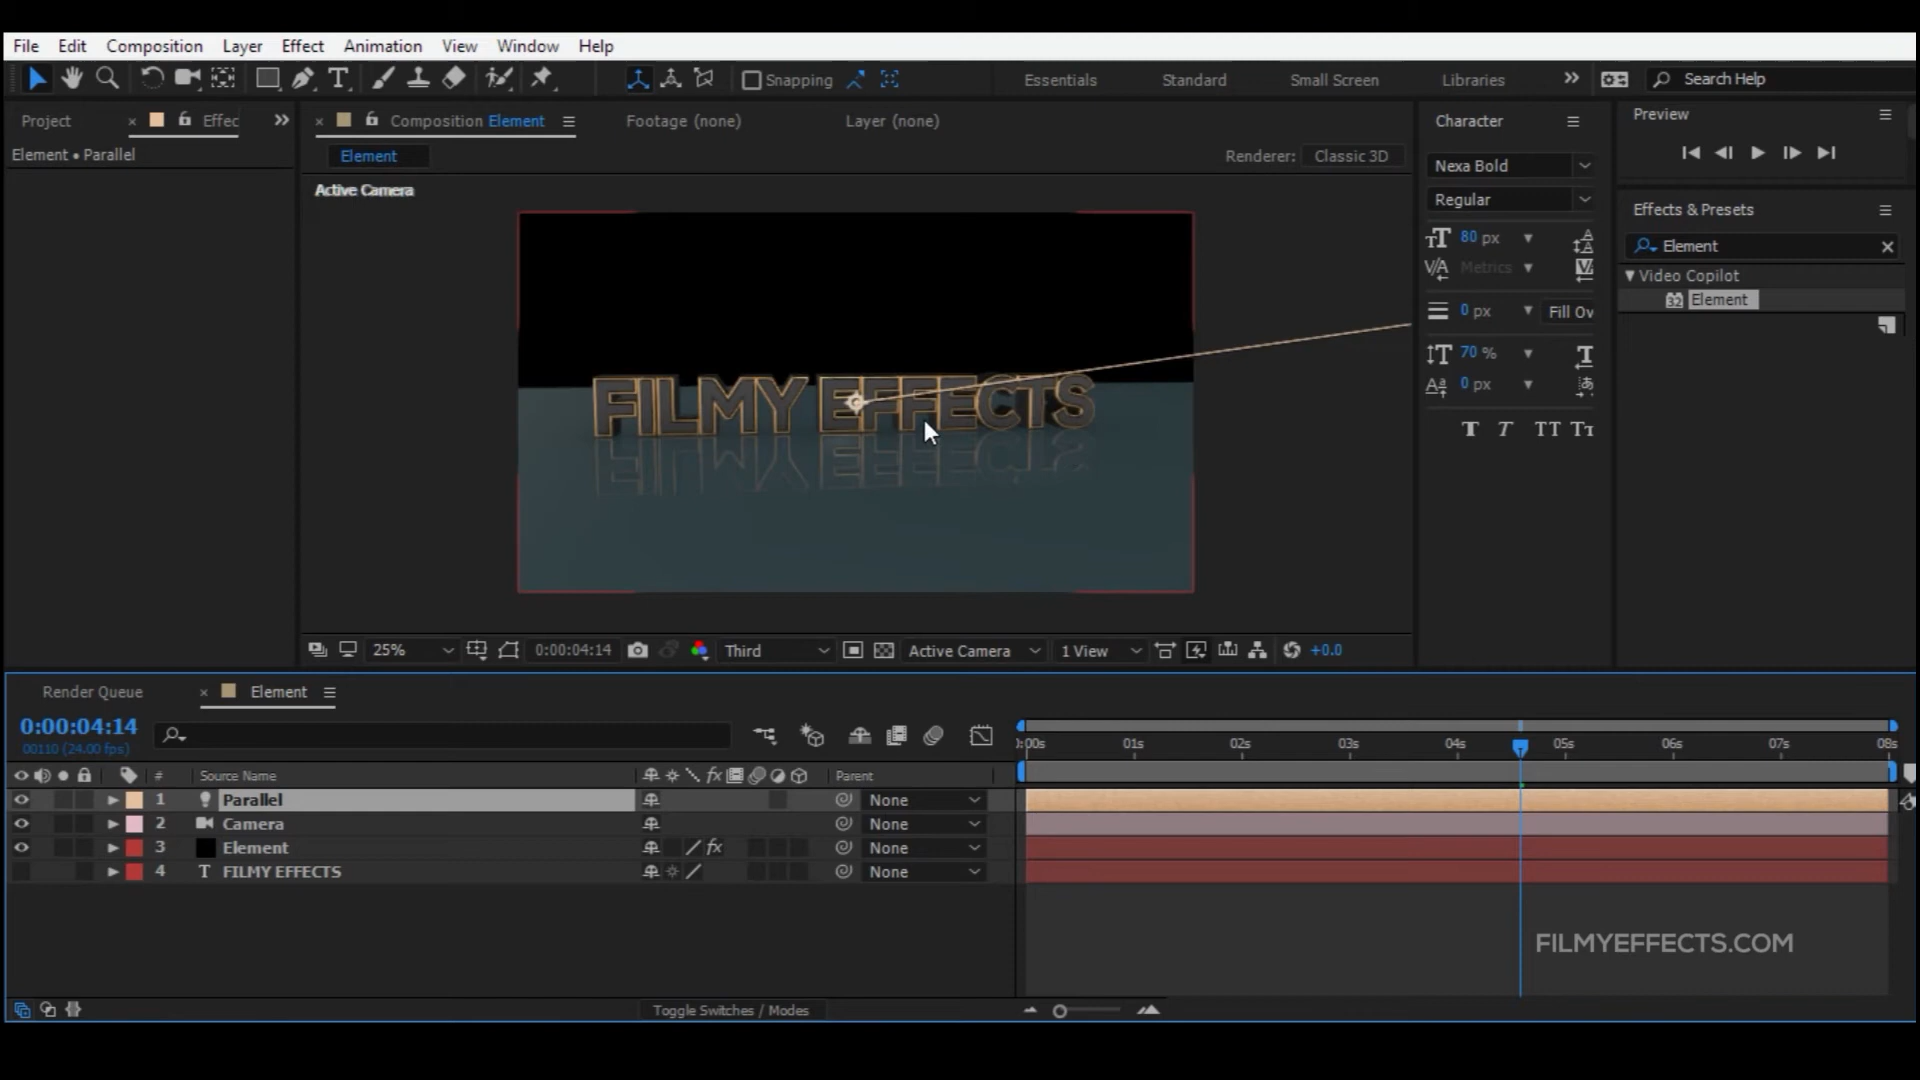 File Edit Composition Layer Effect Animation View Window Help
Snapping Essentials Standard Small Screen Libraries Search Help
Project Effec Composition Element Footage (none) Layer (none) Character Preview
Element • Parallel Element Renderer: Classic 3D
Active Camera
Nexa Bold
Regular
80 px
Metrics
0 px Fill Ov
70 %
0 px
T T TT Tт
Effects & Presets
Element
Video Copilot
Element
FILMY EFFECTS
25% 0:00:04:14 Third Active Camera 1 View +0.0
Render Queue Element
0:00:04:14
00110 (24.00 fps)
:00s 01s 02s 03s 04s 05s 06s 07s 08s
# Source Name fx Parent
1 Parallel None
2 Camera None
3 Element fx None
4 T FILMY EFFECTS None
FILMYEFFECTS.COM
Toggle Switches / Modes